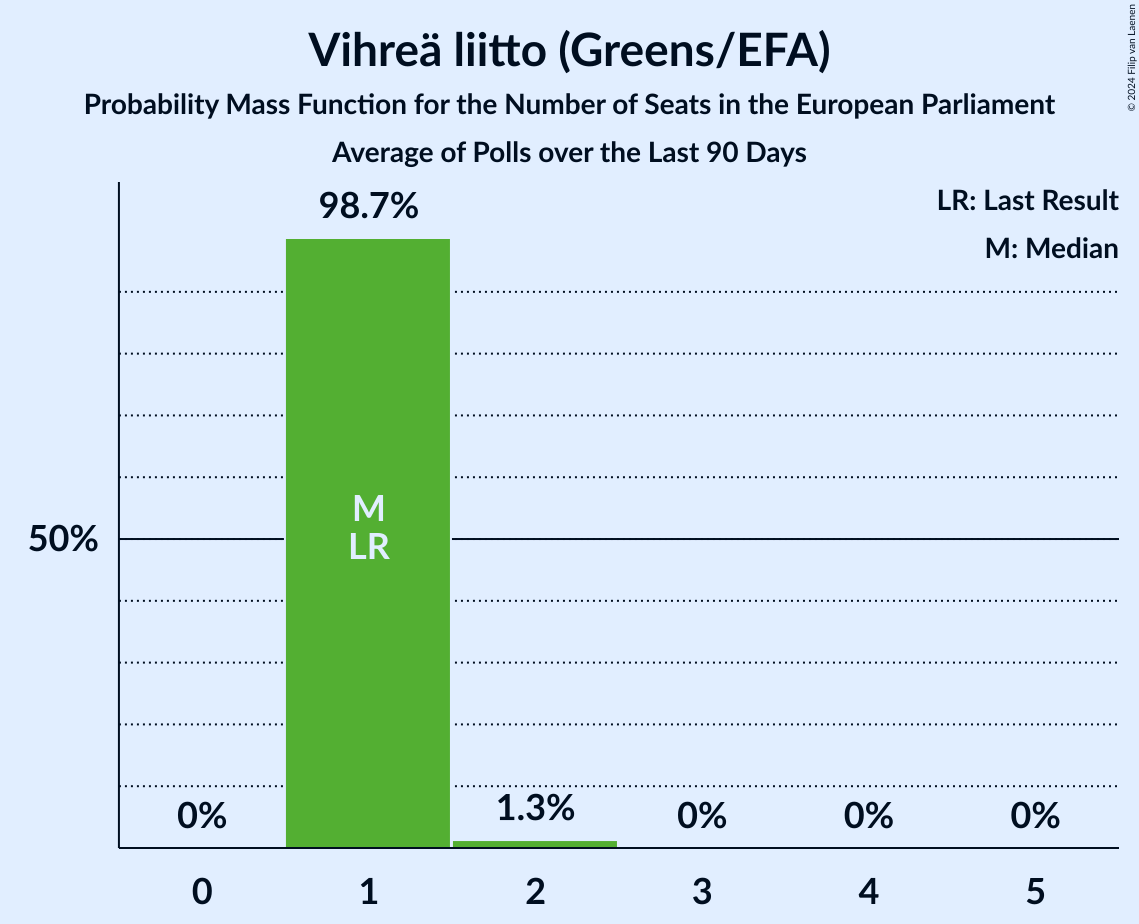 Vihreä liitto (Greens/EFA)
Probability Mass Function for the Number of Seats in the European Parliament
Average of Polls over the Last 90 Days
© 2024 Filip van Laenen
LR: Last Result
M: Median
98.7%
M
LR
50%
0%
1.3%
0%
0%
0%
0
1
2
3
4
5